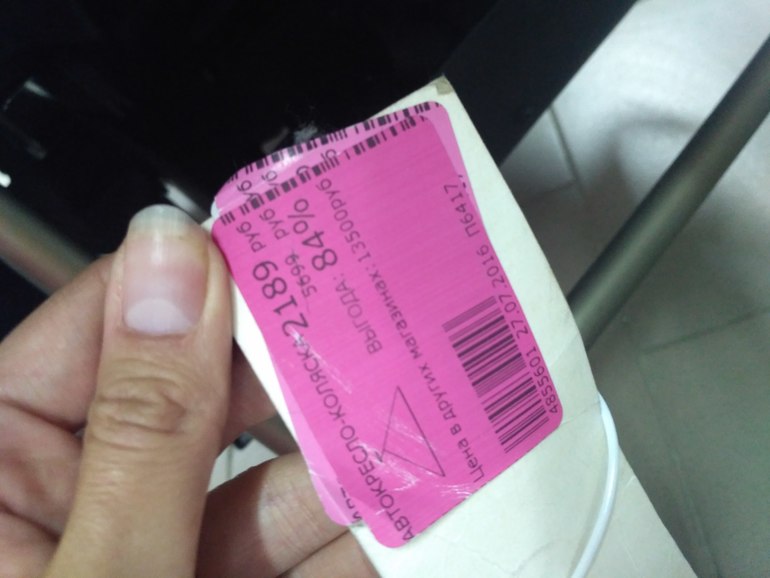 АВТОКРЕСЛО-КОЛЯСКА
2189 руб
5699 руб
ВЫГОДА: 84%
Цена в других магазинах: 13500руб
4855601 27.07.2016 П6417